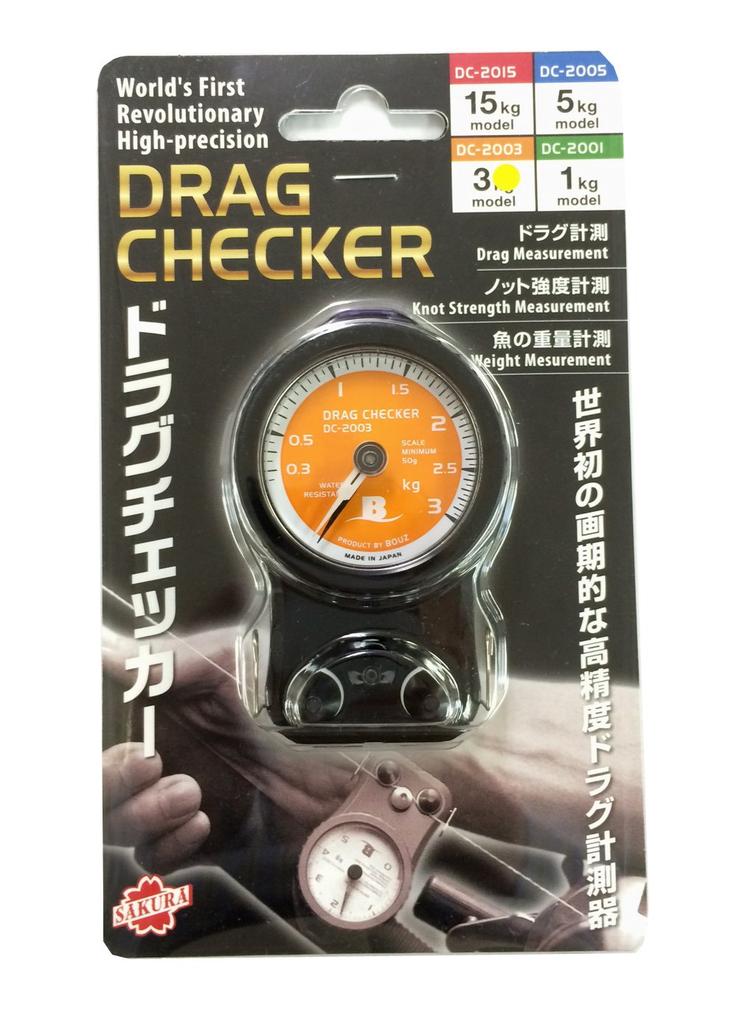 World's First
Revolutionary
High-precision
DRAG
CHECKER
DC-2015
DC-2005
15kg
model
5kg
model
DC-2003
DC-2001
3
model
1kg
model
ドラグ計測
Drag Measurement
ノット強度計測
Knot Strength Measurement
魚の重量計測
Weight Mesurement
ドラグチェッカー
世界初の画期的な高精度ドラグ計測器
1
1.5
DRAG CHECKER
DC-2003
2
0.5
SCALE
MINIMUM
50g
0.3
2.5
kg
WATER
B
3
PRODUCT BY BOUZ
MADE IN JAPAN
SAKURA